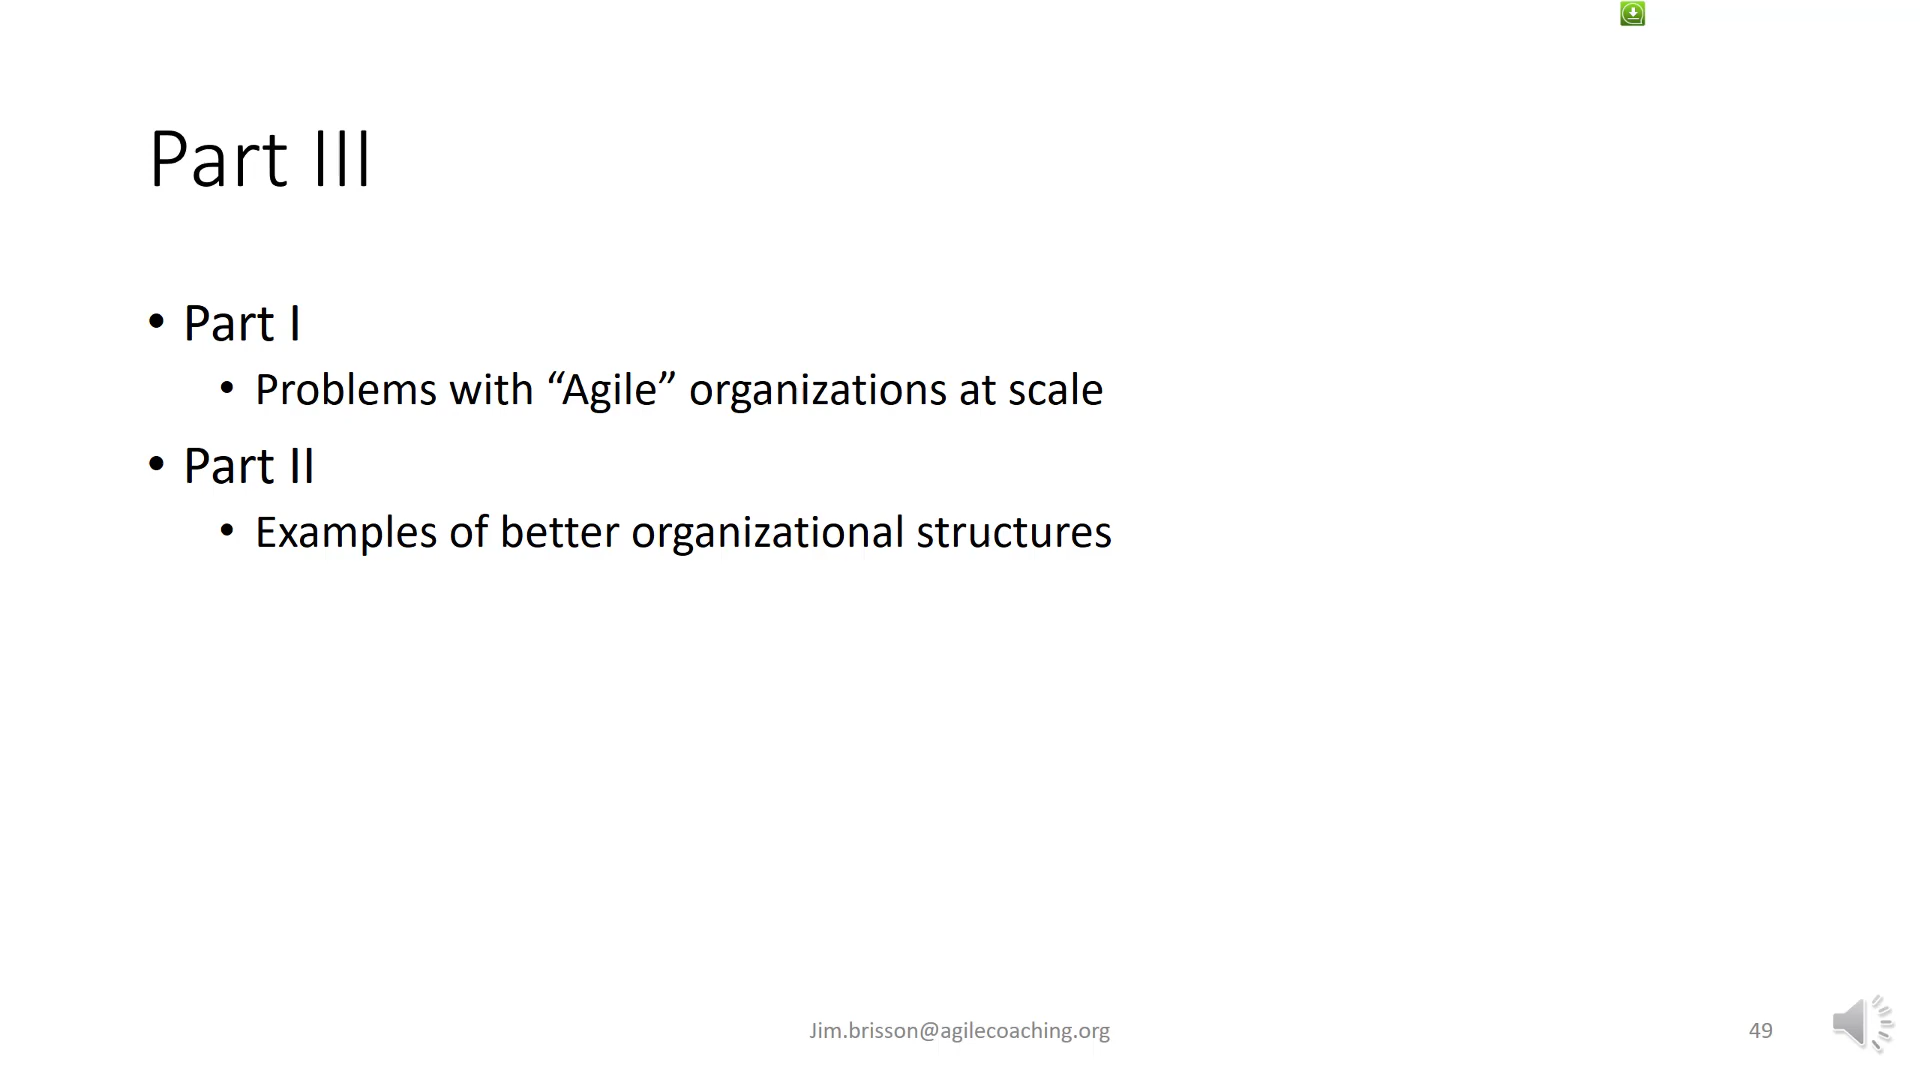 Part III
• Part I
• Problems with “Agile” organizations at scale
• Part II
• Examples of better organizational structures
Jim.brisson@agilecoaching.org
49